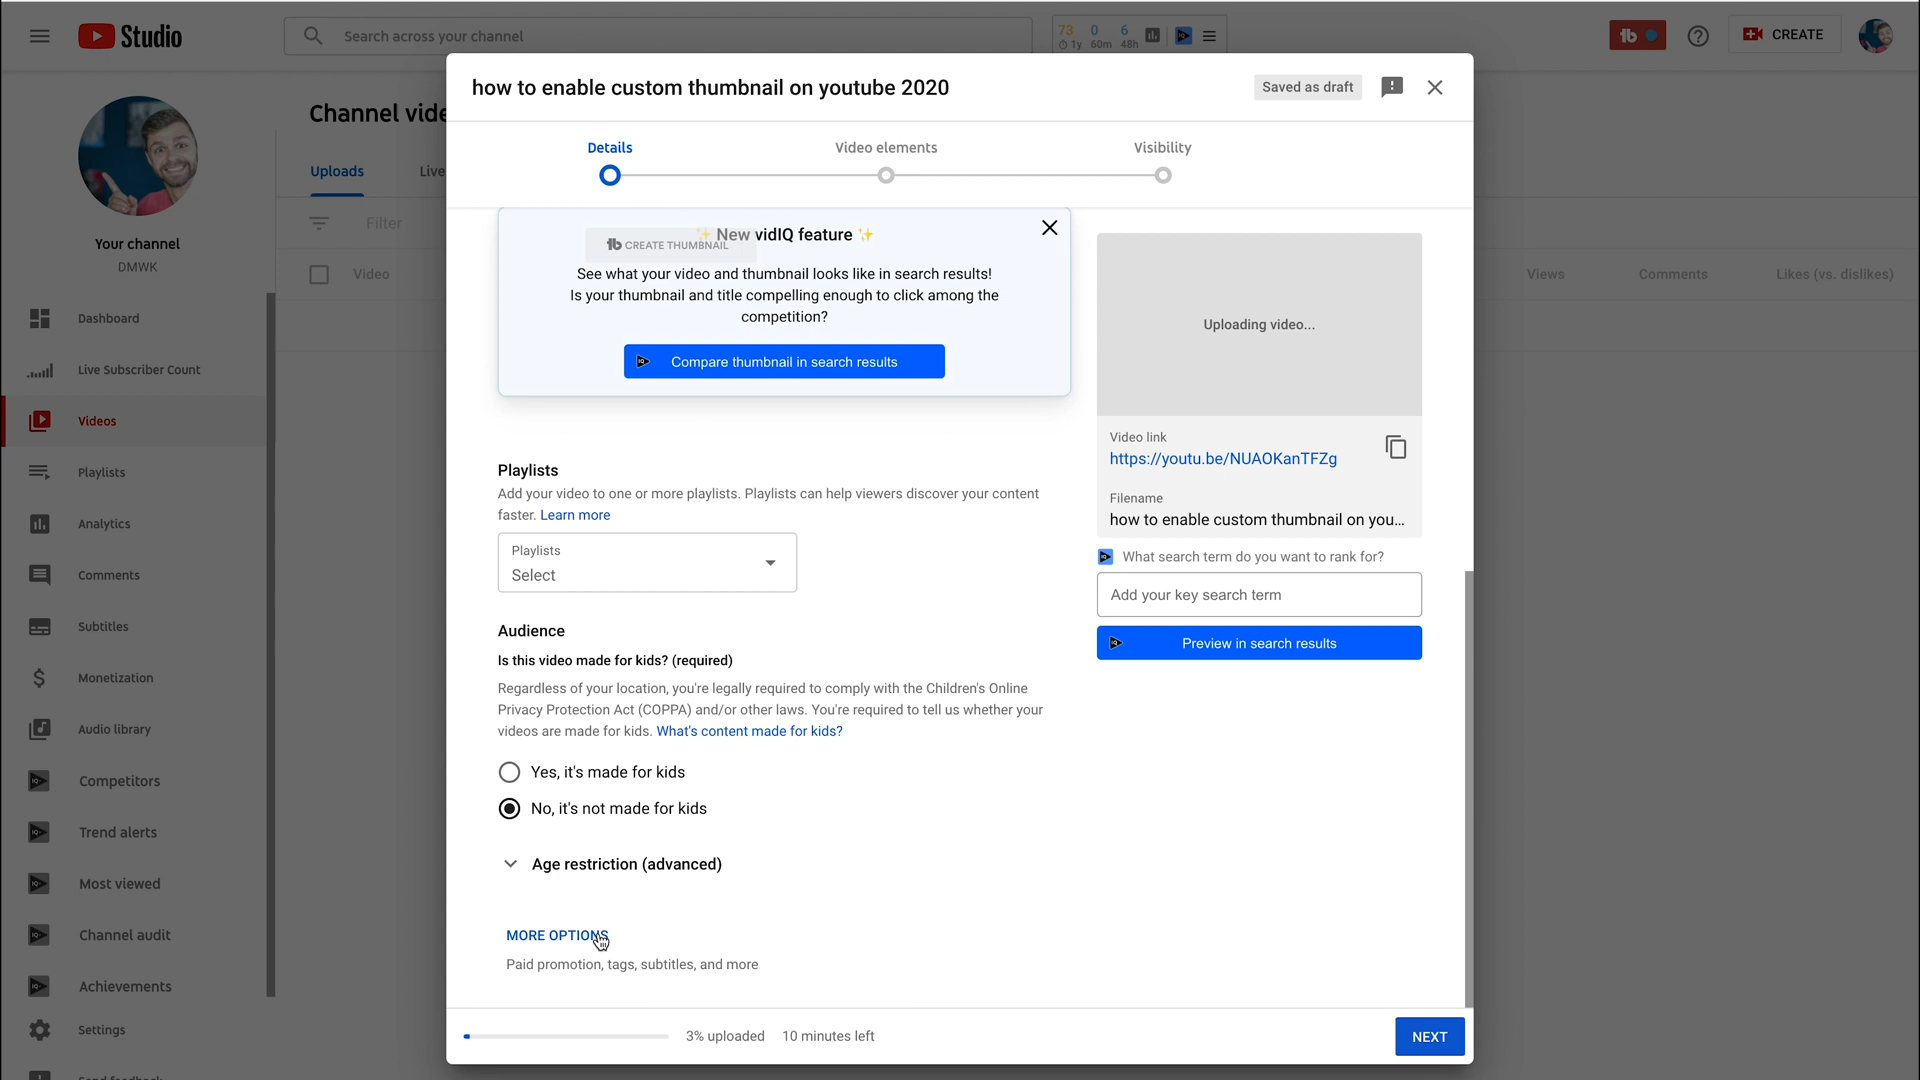 Studio
Search across your channel
73 0 6
1y 60m 48h
CREATE
how to enable custom thumbnail on youtube 2020
Saved as draft
Details
Video elements
Visibility
Your channel
DMWK
Dashboard
Live Subscriber Count
Videos
Playlists
Analytics
Comments
Subtitles
Monetization
Audio library
Competitors
Trend alerts
Most viewed
Channel audit
Achievements
Settings
Send feedback
Channel vide
Uploads
Live
Filter
Video
Views
Comments
Likes (vs. dislikes)
CREATE THUMBNAIL
✨ New vidIQ feature ✨
See what your video and thumbnail looks like in search results!
Is your thumbnail and title compelling enough to click among the
competition?
Compare thumbnail in search results
Playlists
Add your video to one or more playlists. Playlists can help viewers discover your content
faster. Learn more
Playlists
Select
Audience
Is this video made for kids? (required)
Regardless of your location, you're legally required to comply with the Children's Online
Privacy Protection Act (COPPA) and/or other laws. You're required to tell us whether your
videos are made for kids. What's content made for kids?
Yes, it's made for kids
No, it's not made for kids
Age restriction (advanced)
MORE OPTIONS
Paid promotion, tags, subtitles, and more
Uploading video...
Video link
https://youtu.be/NUAOKanTFZg
Filename
how to enable custom thumbnail on you...
What search term do you want to rank for?
Add your key search term
Preview in search results
3% uploaded 10 minutes left
NEXT